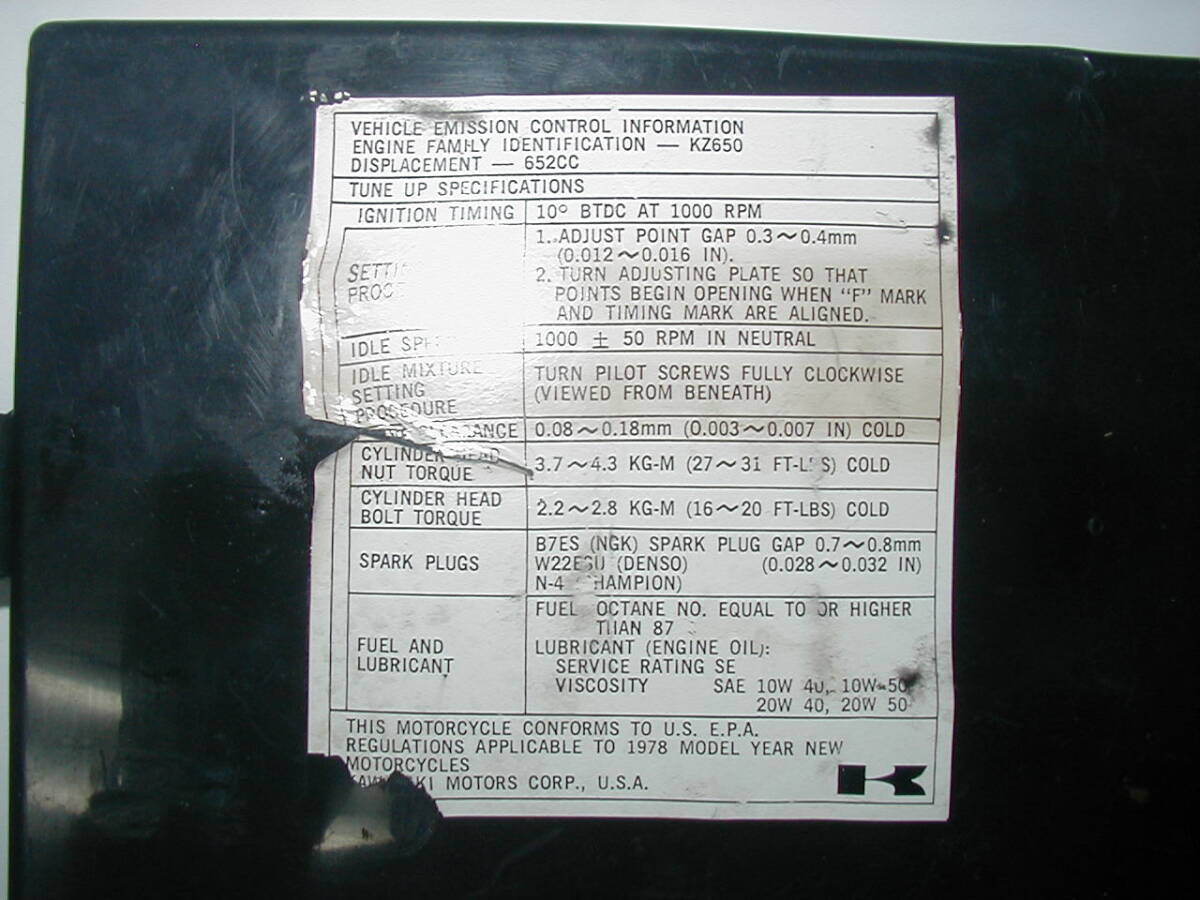 VEHICLE EMISSION CONTROL INFORMATION
ENGINE FAMILY IDENTIFICATION — KZ650
DISPLACEMENT — 652CC
TUNE UP SPECIFICATIONS
IGNITION TIMING 10° BTDC AT 1000 RPM
1. ADJUST POINT GAP 0.3~0.4mm
(0.012~0.016 IN).
2. TURN ADJUSTING PLATE SO THAT
POINTS BEGIN OPENING WHEN "F" MARK
AND TIMING MARK ARE ALIGNED.
IDLE 1000 ± 50 RPM IN NEUTRAL
IDLE MIXTURE
SETTING
PROCEDURE
TURN PILOT SCREWS FULLY CLOCKWISE
(VIEWED FROM BENEATH)
0.08~0.18mm (0.003~0.007 IN) COLD
CYLINDER HEAD
NUT TORQUE
3.7~4.3 KG-M (27~31 FT-LBS) COLD
CYLINDER HEAD
BOLT TORQUE
2.2~2.8 KG-M (16~20 FT-LBS) COLD
SPARK PLUGS
B7ES (NGK) SPARK PLUG GAP 0.7~0.8mm
(DENSO) (0.028~0.032 IN)
N-4
FUEL AND
LUBRICANT
FUEL OCTANE NO. EQUAL TO OR HIGHER
THAN 87
LUBRICANT (ENGINE OIL):
SERVICE RATING SE
VISCOSITY SAE 10W 40, 10W-50
20W 40, 20W 50
THIS MOTORCYCLE CONFORMS TO U.S. E.P.A.
REGULATIONS APPLICABLE TO 1978 MODEL YEAR NEW
MOTORCYCLES
MOTORS CORP., U.S.A.